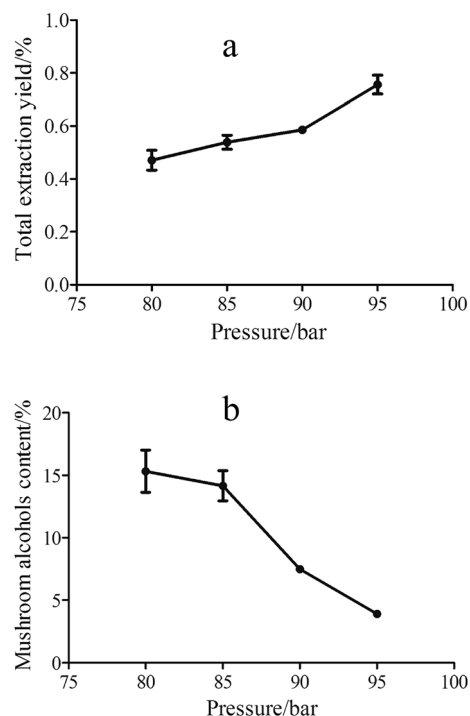 a
Total extraction yield/%
1.0
0.8
0.6
0.4
0.2
0.0
75 80 85 90 95 100
Pressure/bar
b
Mushroom alcohols content/%
20
15
10
5
0
75 80 85 90 95 100
Pressure/bar